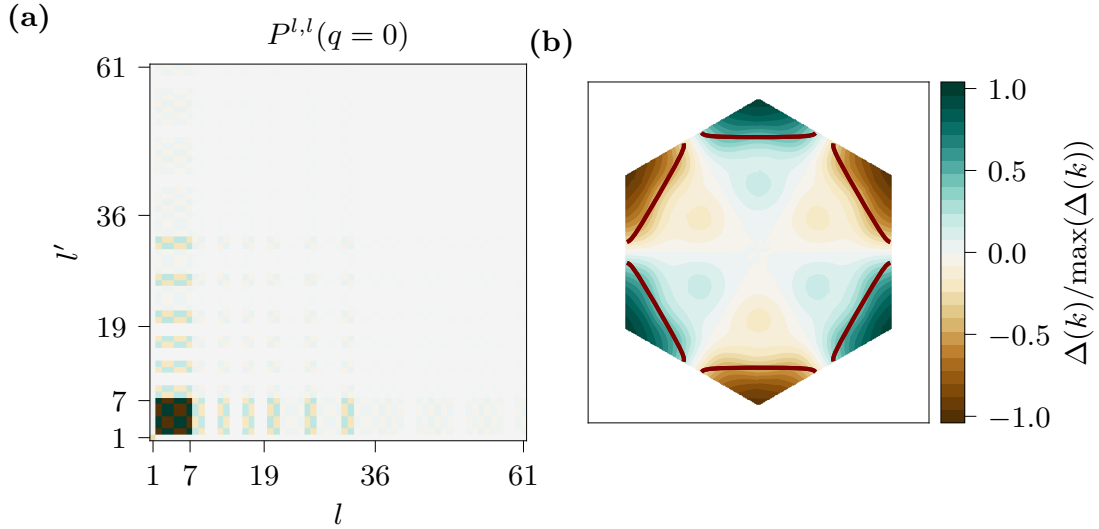 (a)
P^{l,l}(q = 0)
61
36
19
7
1
l′
1 7 19 36 61
l
(b)
1.0
0.5
0.0
−0.5
−1.0
Δ(k)/max(Δ(k))